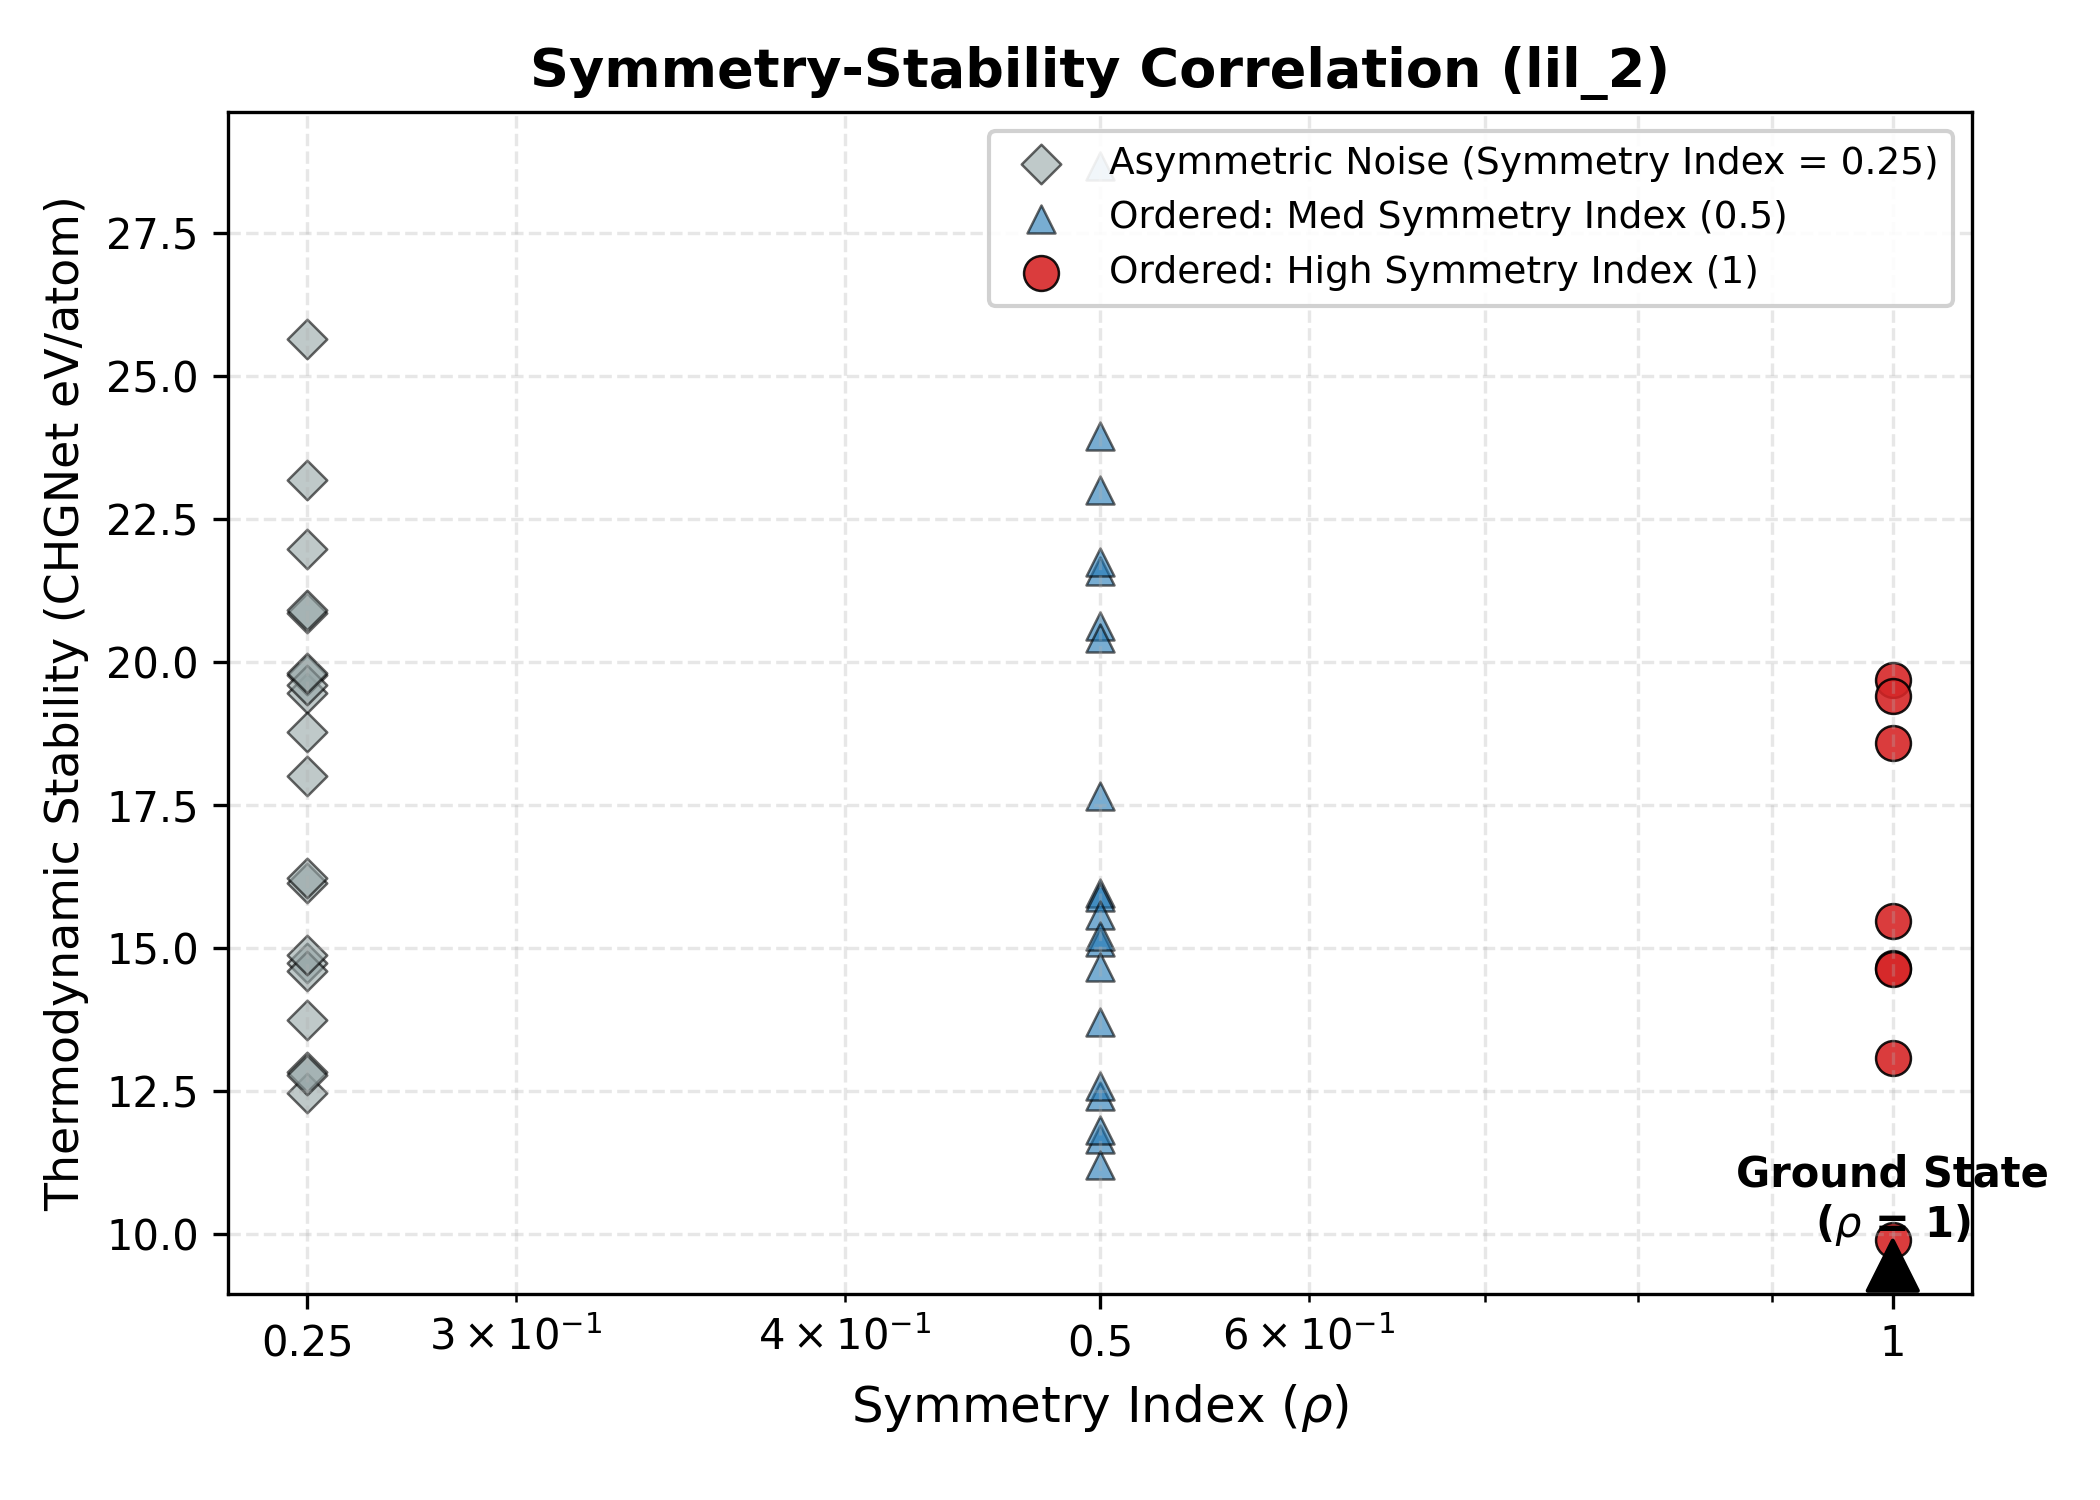 Symmetry-Stability Correlation (lil_2)
Asymmetric Noise (Symmetry Index = 0.25)
Ordered: Med Symmetry Index (0.5)
Ordered: High Symmetry Index (1)
Thermodynamic Stability (CHGNet eV/atom)
27.5
25.0
22.5
20.0
17.5
15.0
12.5
10.0
Ground State
(ρ = 1)
0.25
3 × 10⁻¹
4 × 10⁻¹
0.5
6 × 10⁻¹
1
Symmetry Index (ρ)